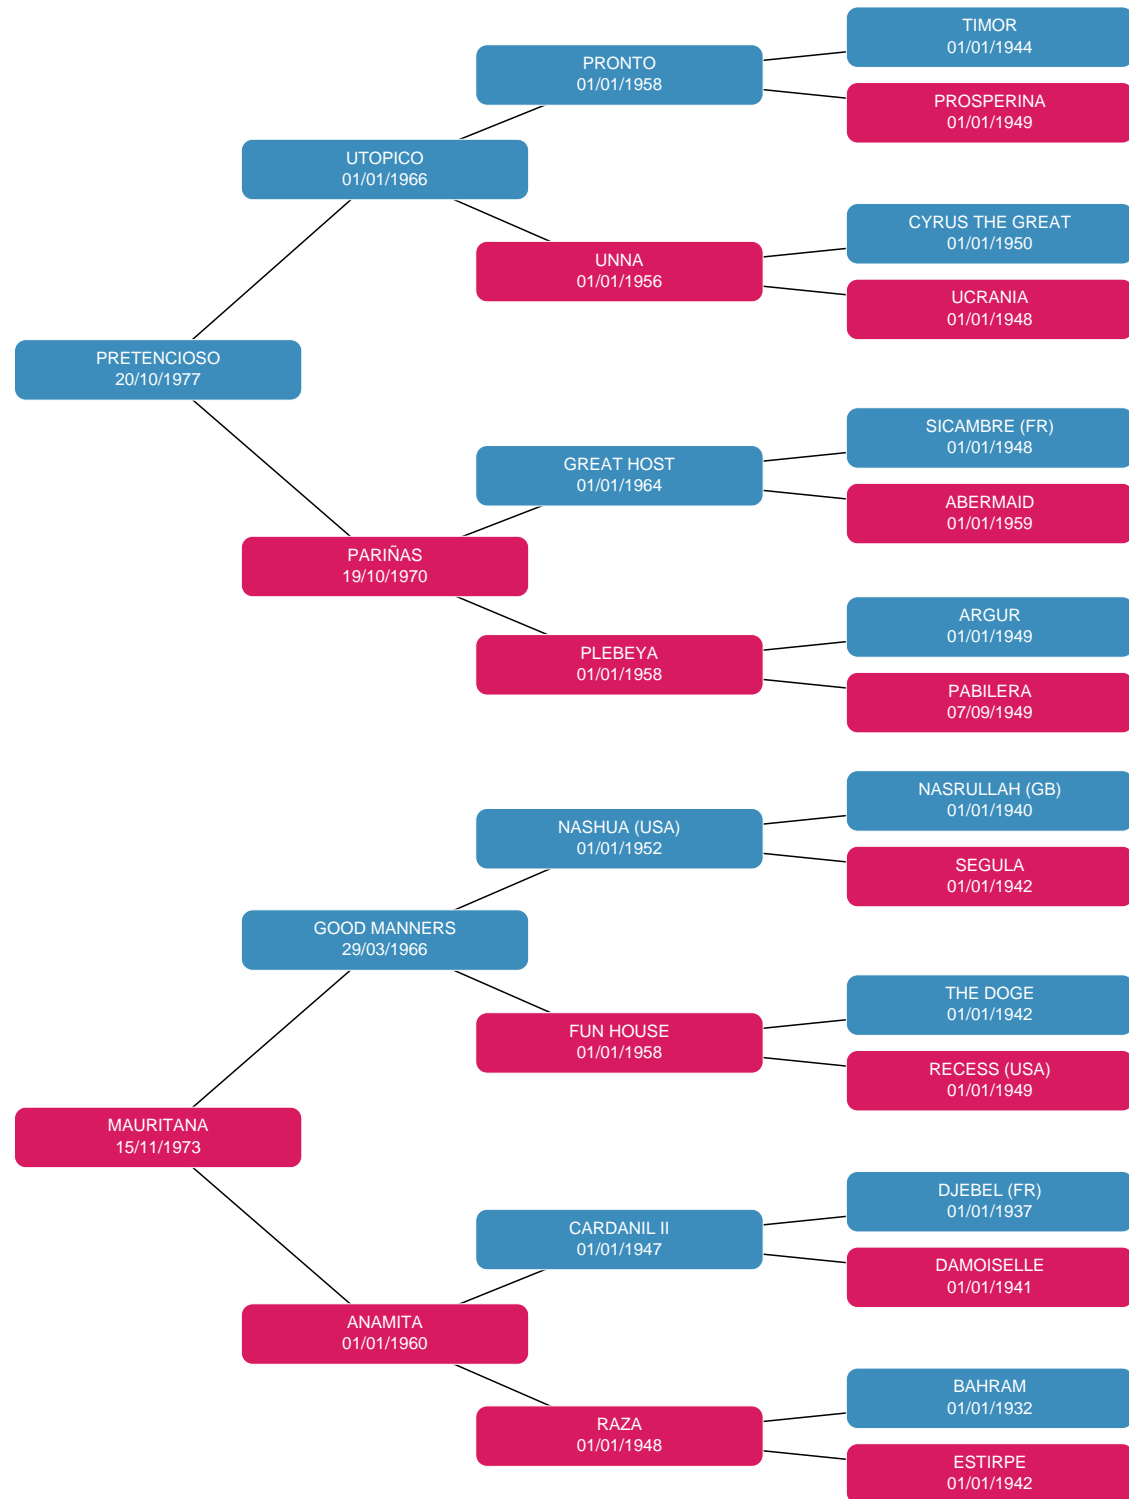 TIMOR
01/01/1944
PRONTO
01/01/1958
PROSPERINA
01/01/1949
UTOPICO
01/01/1966
CYRUS THE GREAT
01/01/1950
UNNA
01/01/1956
UCRANIA
01/01/1948
PRETENCIOSO
20/10/1977
SICAMBRE (FR)
01/01/1948
GREAT HOST
01/01/1964
ABERMAID
01/01/1959
PARIÑAS
19/10/1970
ARGUR
01/01/1949
PLEBEYA
01/01/1958
PABILERA
07/09/1949
NASRULLAH (GB)
01/01/1940
NASHUA (USA)
01/01/1952
SEGULA
01/01/1942
GOOD MANNERS
29/03/1966
THE DOGE
01/01/1942
FUN HOUSE
01/01/1958
RECESS (USA)
01/01/1949
MAURITANA
15/11/1973
DJEBEL (FR)
01/01/1937
CARDANIL II
01/01/1947
DAMOISELLE
01/01/1941
ANAMITA
01/01/1960
BAHRAM
01/01/1932
RAZA
01/01/1948
ESTIRPE
01/01/1942